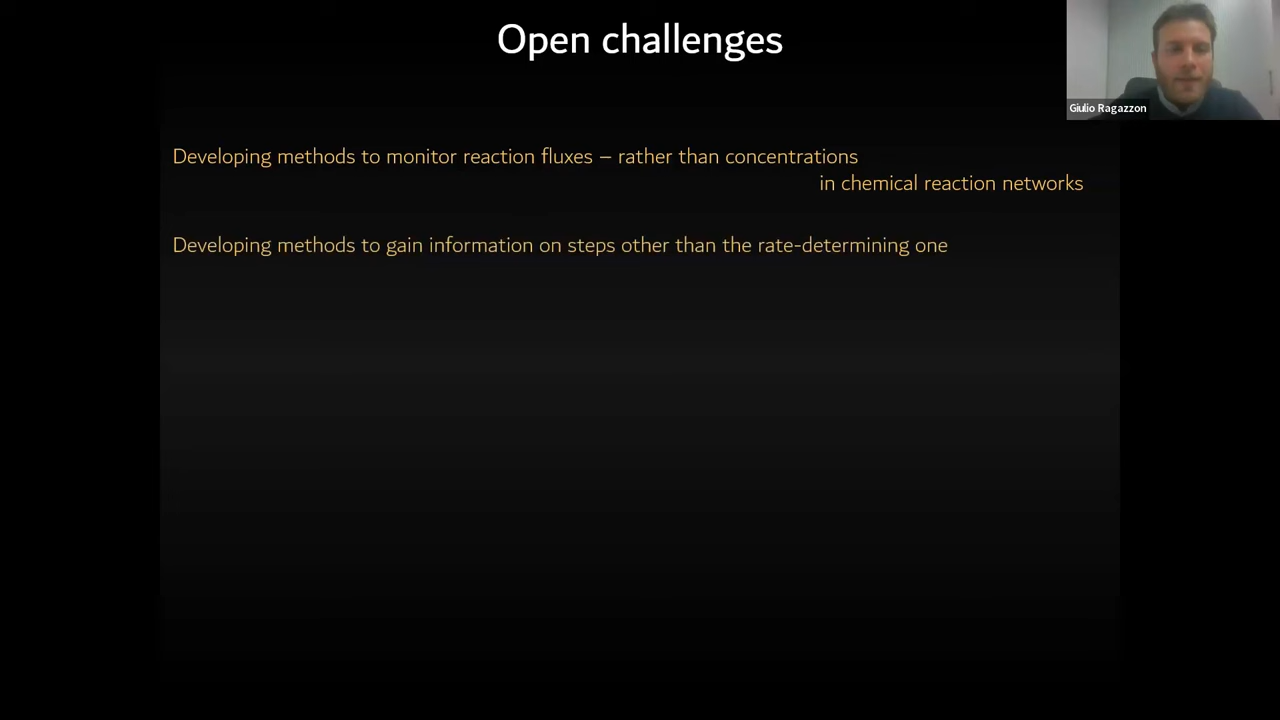 Open challenges
Giulio Ragazzon
Developing methods to monitor reaction fluxes – rather than concentrations
in chemical reaction networks
Developing methods to gain information on steps other than the rate-determining one